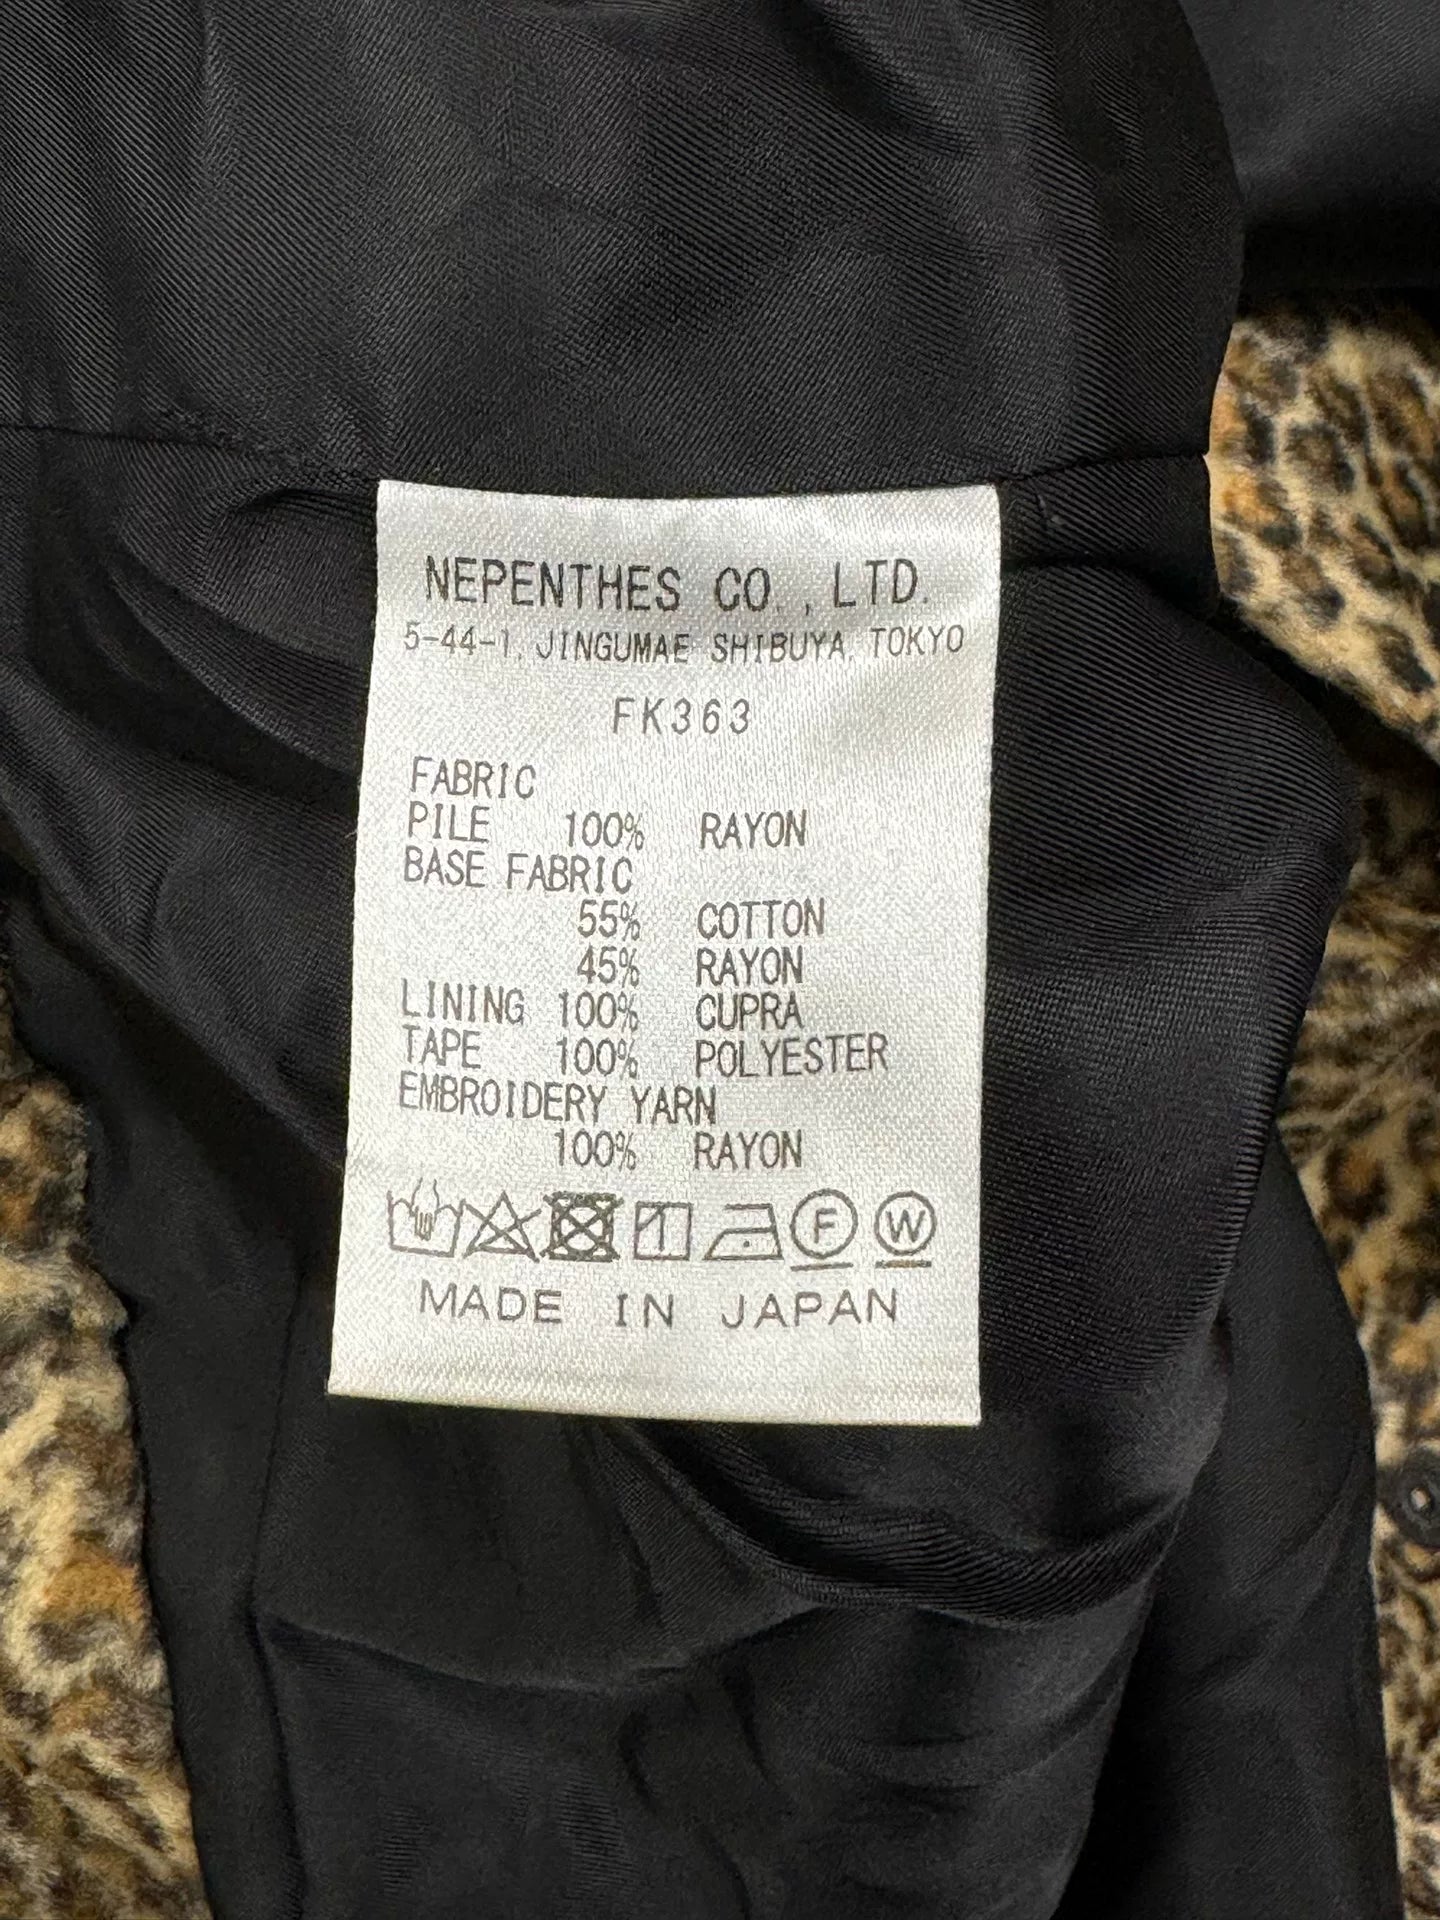 NEPENTHES CO., LTD.
5-44-1, JINGUMAE SHIBUYA, TOKYO
FK363
FABRIC
PILE 100% RAYON
BASE FABRIC
55% COTTON
45% RAYON
LINING 100% CUPRA
TAPE 100% POLYESTER
EMBROIDERY YARN
100% RAYON
F W
MADE IN JAPAN